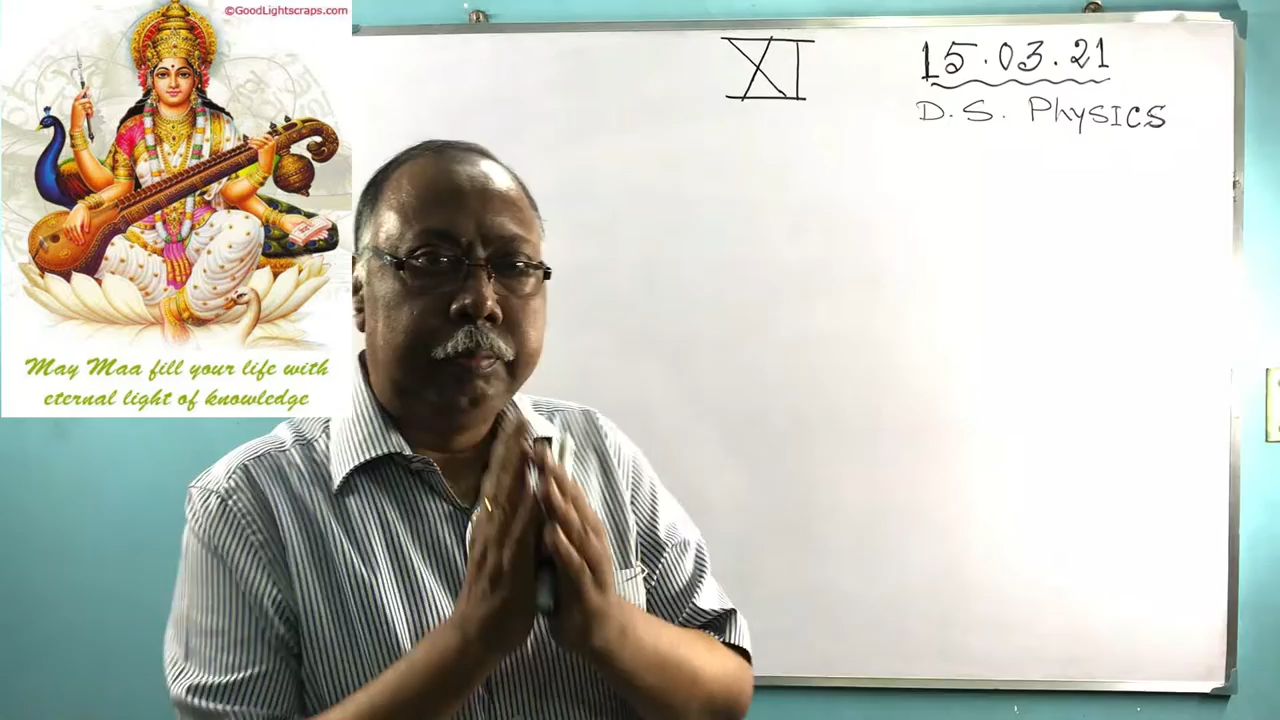 ©GoodLightscraps.com
May Maa fill your life with
eternal light of knowledge
XI
15.03.21
D.S. Physics